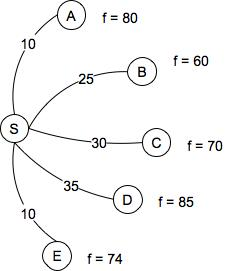 A f = 80
10
f = 60
B
25
S
30 C f = 70
35
D f = 85
10
E f = 74